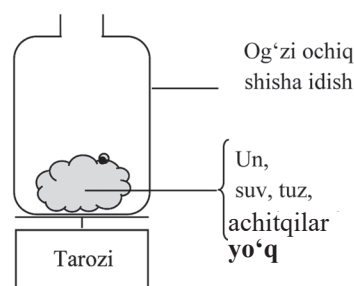 Og‘zi ochiq
shisha idish
Un,
suv, tuz,
achitqilar
yo‘q
Tarozi